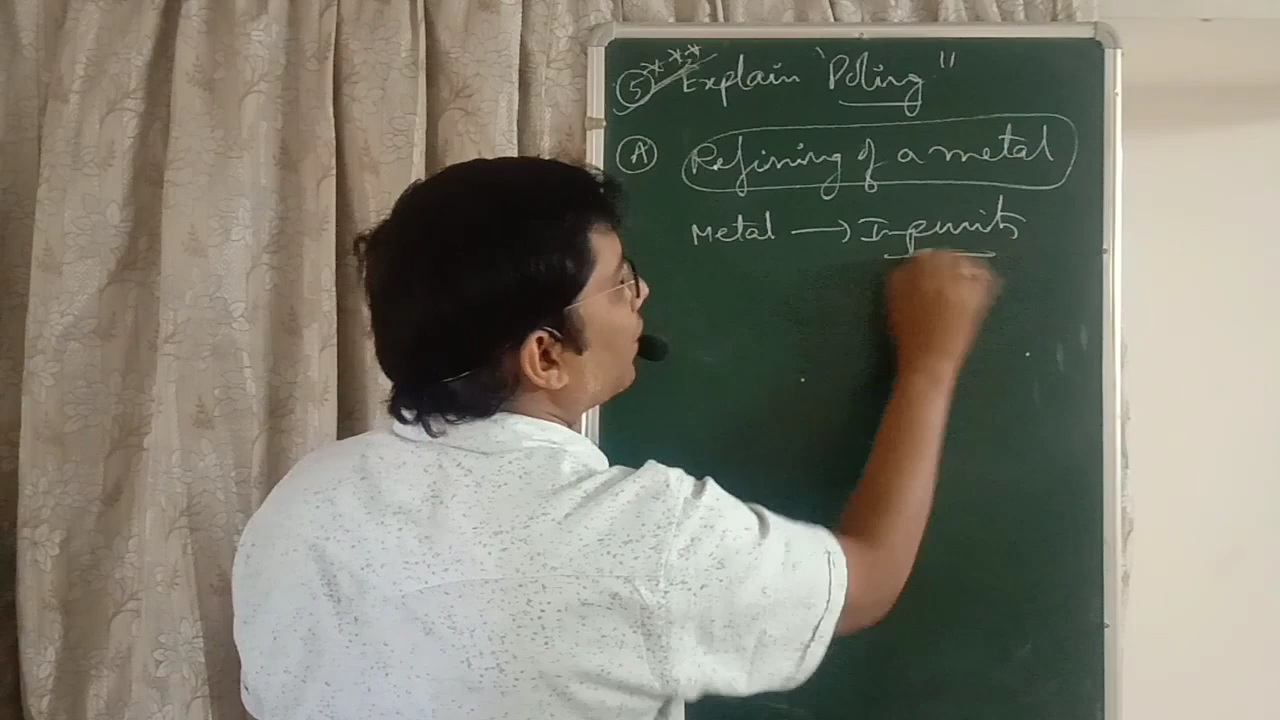 ⑤ *** Explain "Poling"
Ⓐ Refining of a metal
Metal → Impurity